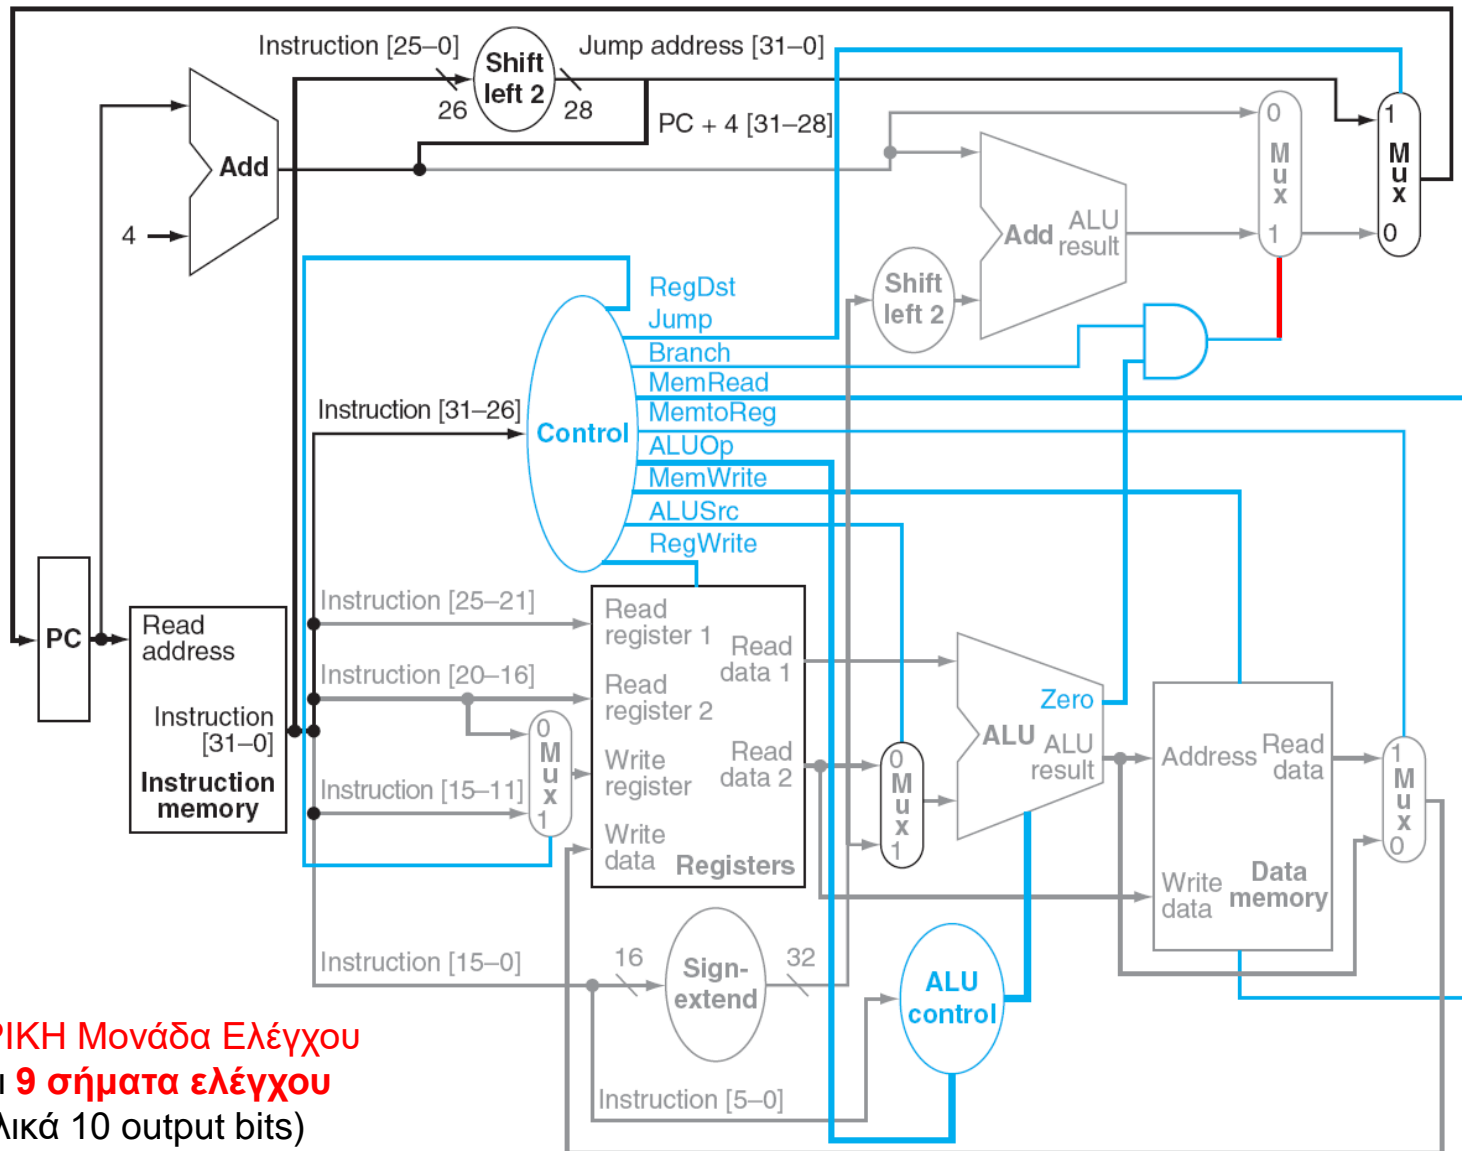 Instruction [25–0]
Shift
left 2
Jump address [31–0]
26
28
PC + 4 [31–28]
Add
4
0
M
u
x
1
1
M
u
x
0
Add
ALU
result
Shift
left 2
RegDst
Jump
Branch
MemRead
MemtoReg
ALUOp
MemWrite
ALUSrc
RegWrite
Instruction [31–26]
Control
PC
Read
address
Instruction
[31–0]
Instruction
memory
Instruction [25–21]
Instruction [20–16]
Instruction [15–11]
0
M
u
x
1
Read
register 1
Read
register 2
Write
register
Write
data
Read
data 1
Read
data 2
Registers
0
M
u
x
1
Zero
ALU
ALU
result
Address
Read
data
Write
data
Data
memory
1
M
u
x
0
Instruction [15–0]
16
Sign-
extend
32
ALU
control
Instruction [5–0]
ΡΙΚΗ Μονάδα Ελέγχου
ι 9 σήματα ελέγχου
λικά 10 output bits)